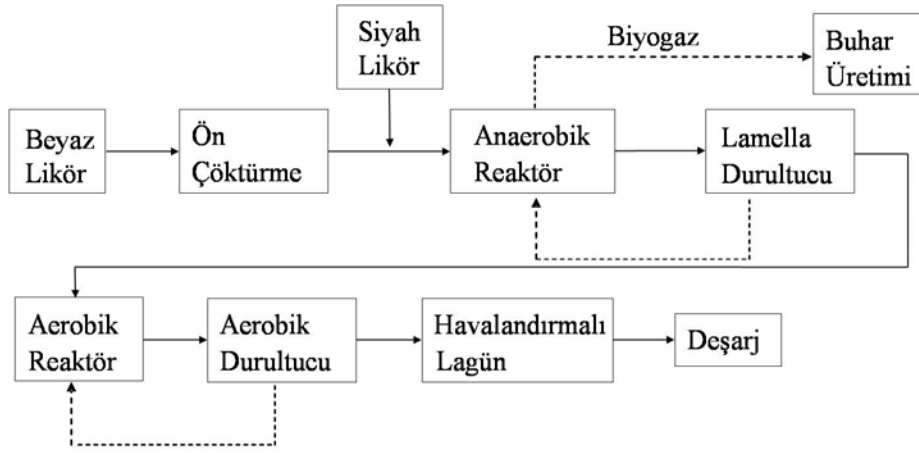 Siyah
Likör
Biyogaz
Buhar
Üretimi
Beyaz
Likör
Ön
Çöktürme
Anaerobik
Reaktör
Lamella
Durultucu
Aerobik
Reaktör
Aerobik
Durultucu
Havalandırmalı
Lagün
Deşarj